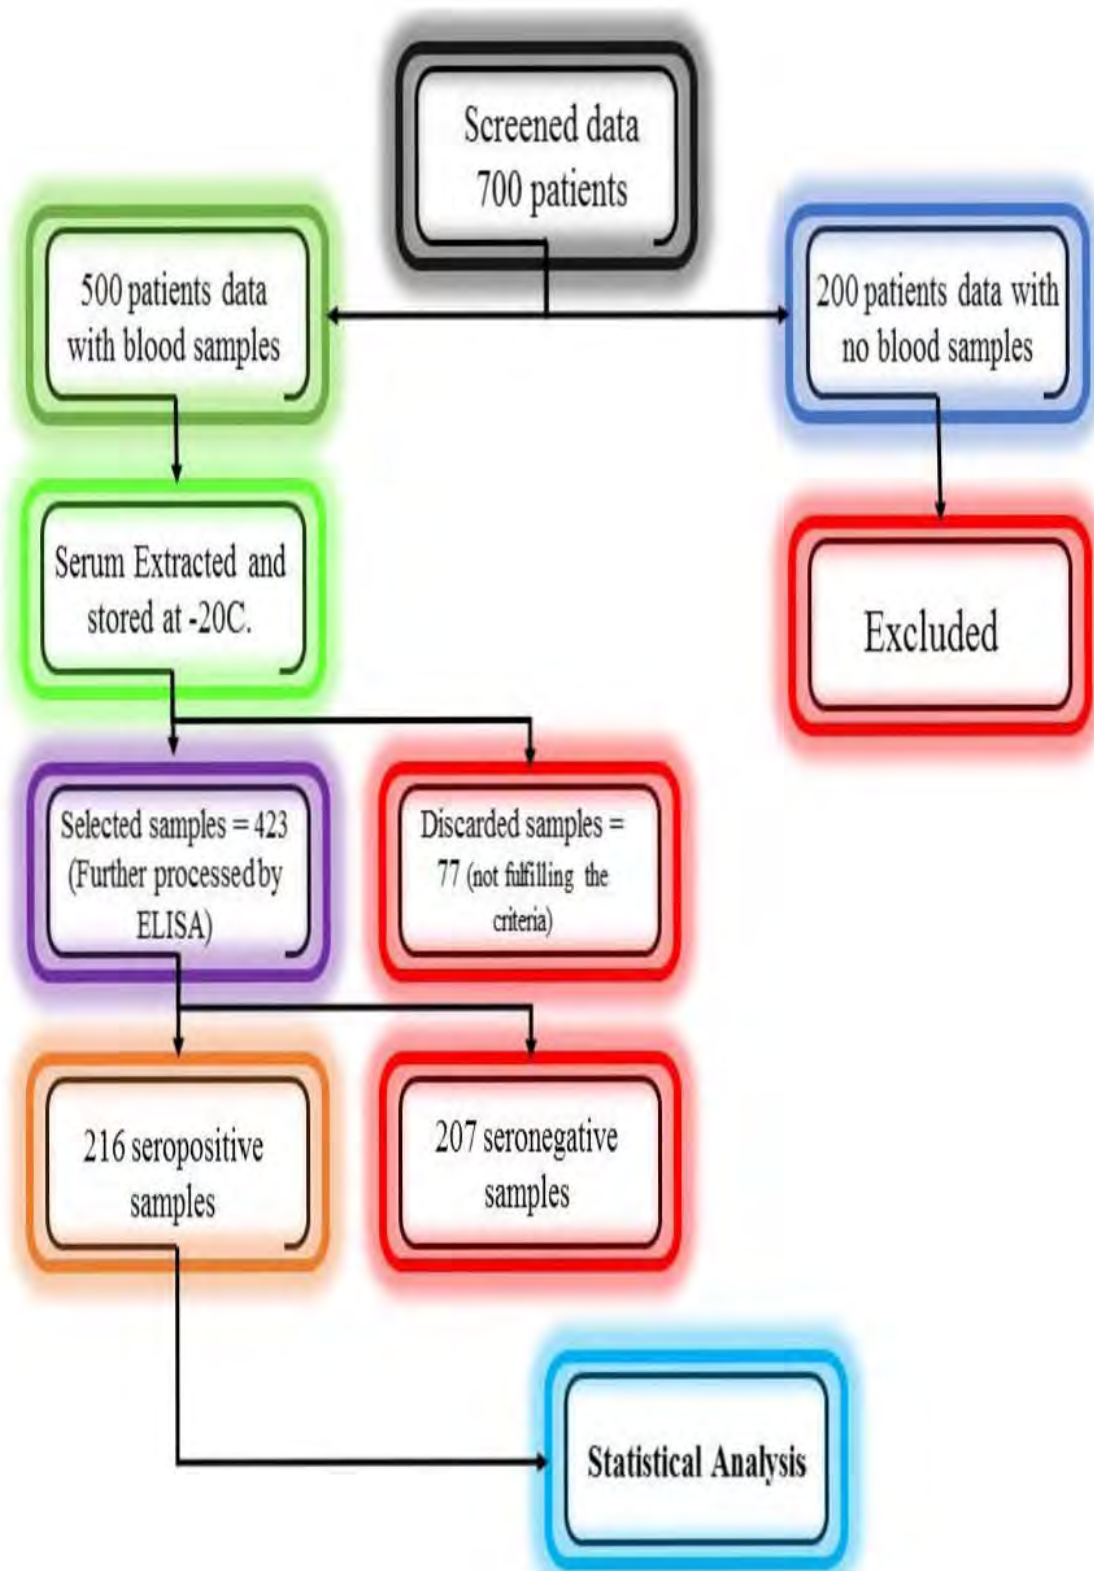 Screened data
700 patients
500 patients data
with blood samples
200 patients data with
no blood samples
Serum Extracted and
stored at -20C.
Excluded
Selected samples = 423
(Further processed by
ELISA)
Discarded samples =
77 (not fulfilling the
criteria)
216 seropositive
samples
207 seronegative
samples
Statistical Analysis